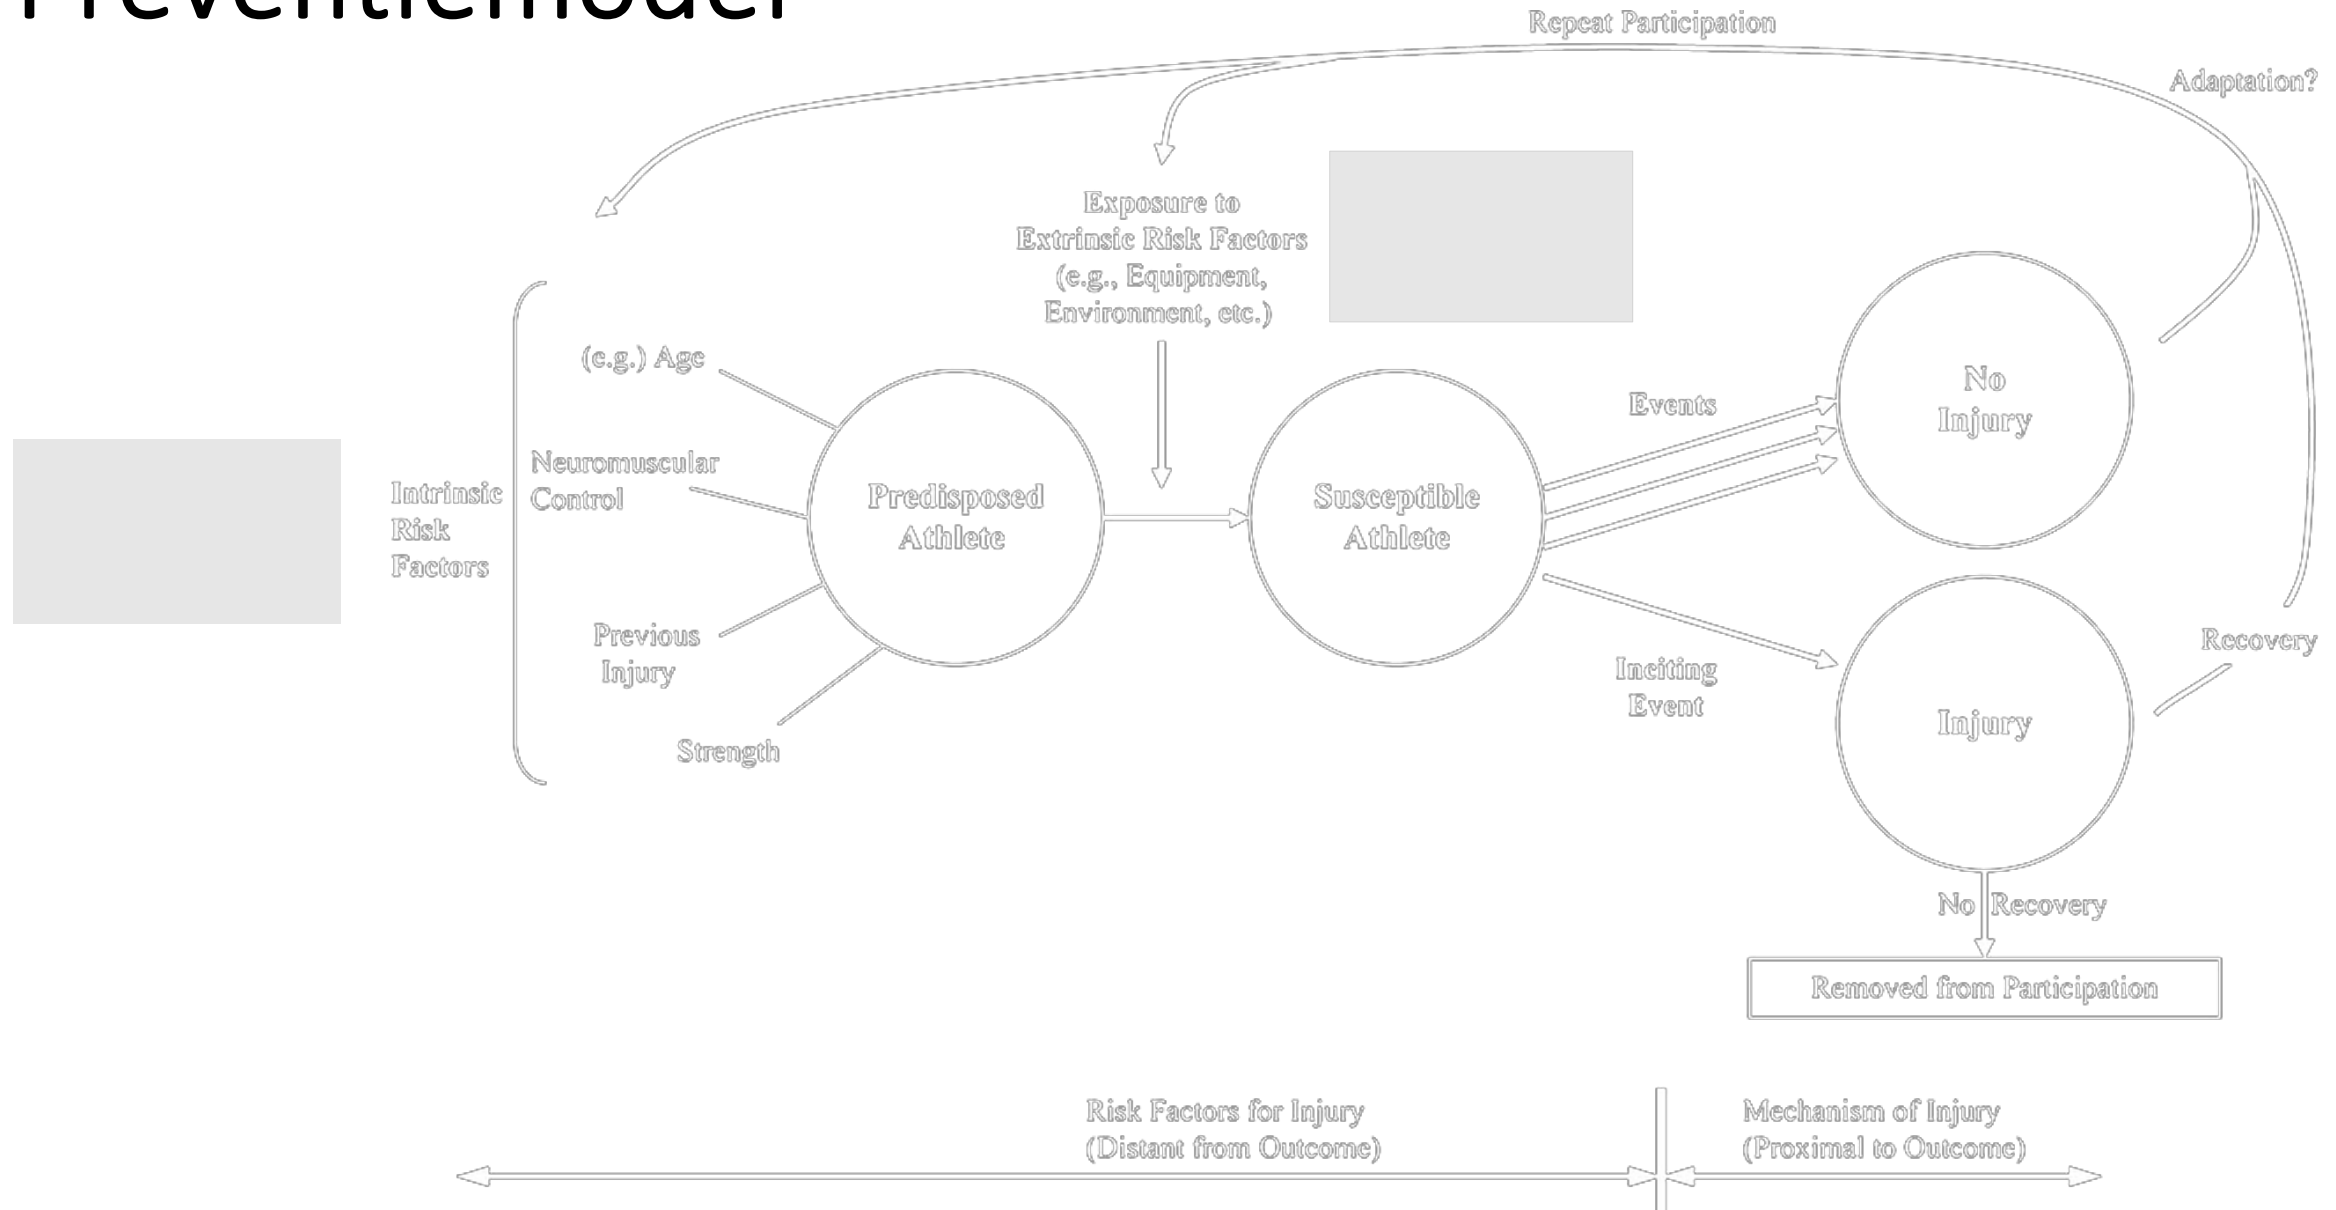 Preventiemodel
Repeat Participation
Adaptation?
Exposure to
Extrinsic Risk Factors
(e.g., Equipment,
Environment, etc.)
(e.g.) Age
Neuromuscular
Control
Intrinsic
Risk
Factors
Previous
Injury
Strength
Predisposed
Athlete
Susceptible
Athlete
Events
Inciting
Event
No
Injury
Injury
Recovery
No Recovery
Removed from Participation
Risk Factors for Injury
(Distant from Outcome)
Mechanism of Injury
(Proximal to Outcome)